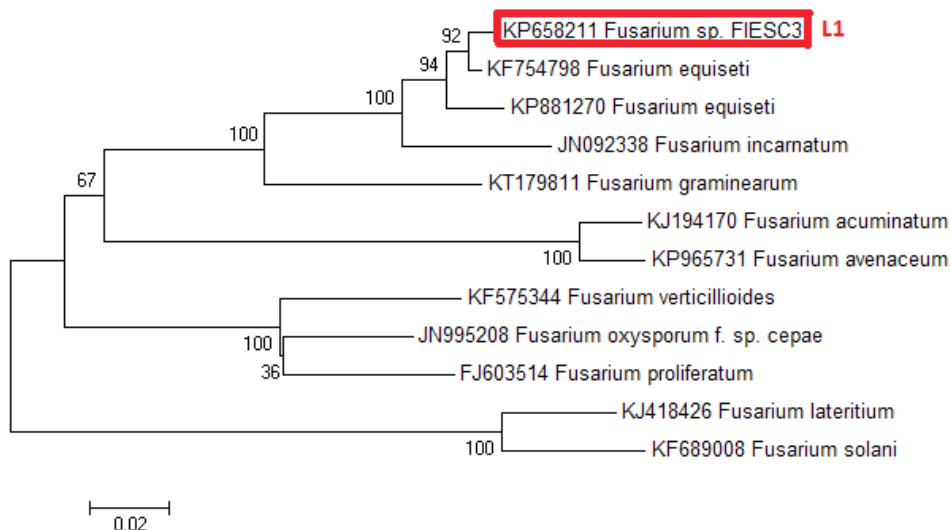 KP658211 Fusarium sp. FIESC3 L1
92
KF754798 Fusarium equiseti
94
KP881270 Fusarium equiseti
100
JN092338 Fusarium incarnatum
100
KT179811 Fusarium graminearum
67
KJ194170 Fusarium acuminatum
100
KP965731 Fusarium avenaceum
KF575344 Fusarium verticillioides
JN995208 Fusarium oxysporum f. sp. cepae
100
36
FJ603514 Fusarium proliferatum
KJ418426 Fusarium lateritium
100
KF689008 Fusarium solani
0.02